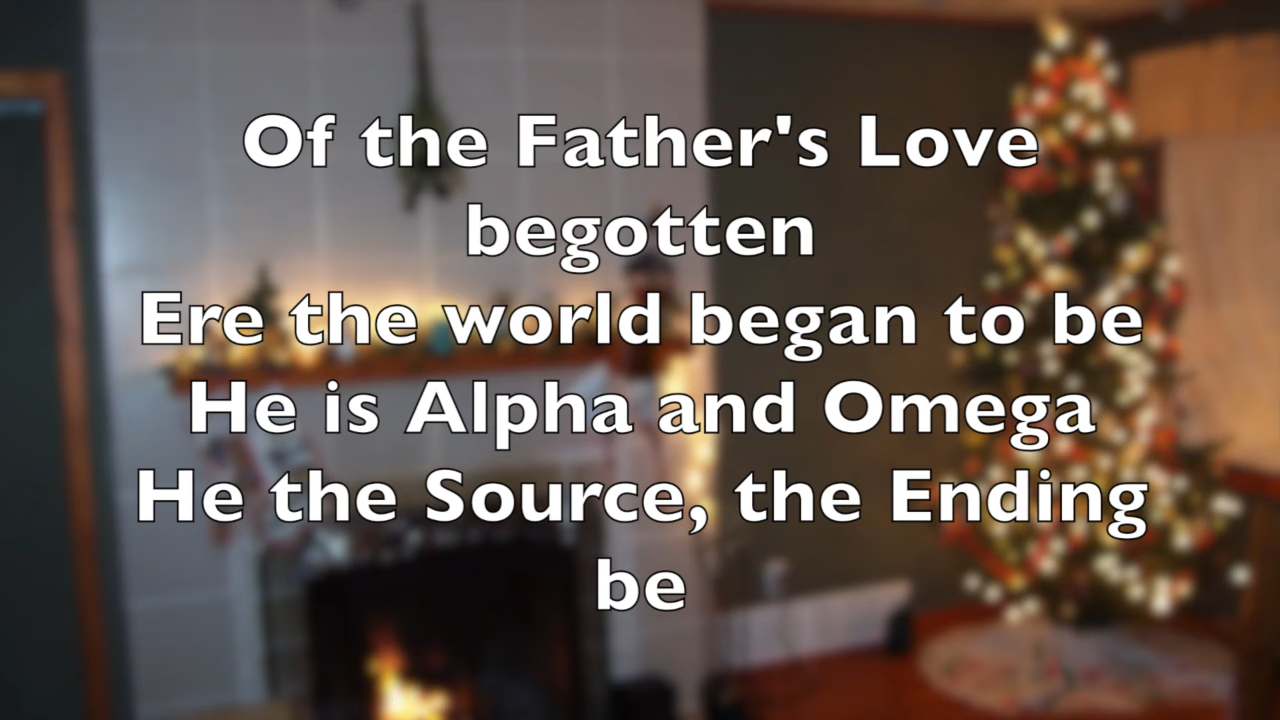 Of the Father's Love
begotten
Ere the world began to be
He is Alpha and Omega
He the Source, the Ending
be